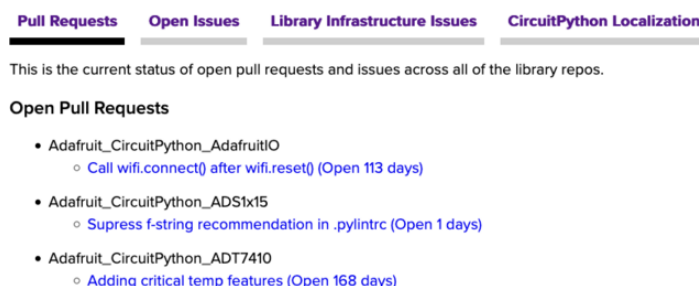 Pull Requests Open Issues Library Infrastructure Issues CircuitPython Localization
This is the current status of open pull requests and issues across all of the library repos.
Open Pull Requests
Adafruit_CircuitPython_AdafruitIO
Call wifi.connect() after wifi.reset() (Open 113 days)
Adafruit_CircuitPython_ADS1x15
Supress f-string recommendation in .pylintrc (Open 1 days)
Adafruit_CircuitPython_ADT7410
Adding critical temp features (Open 168 days)